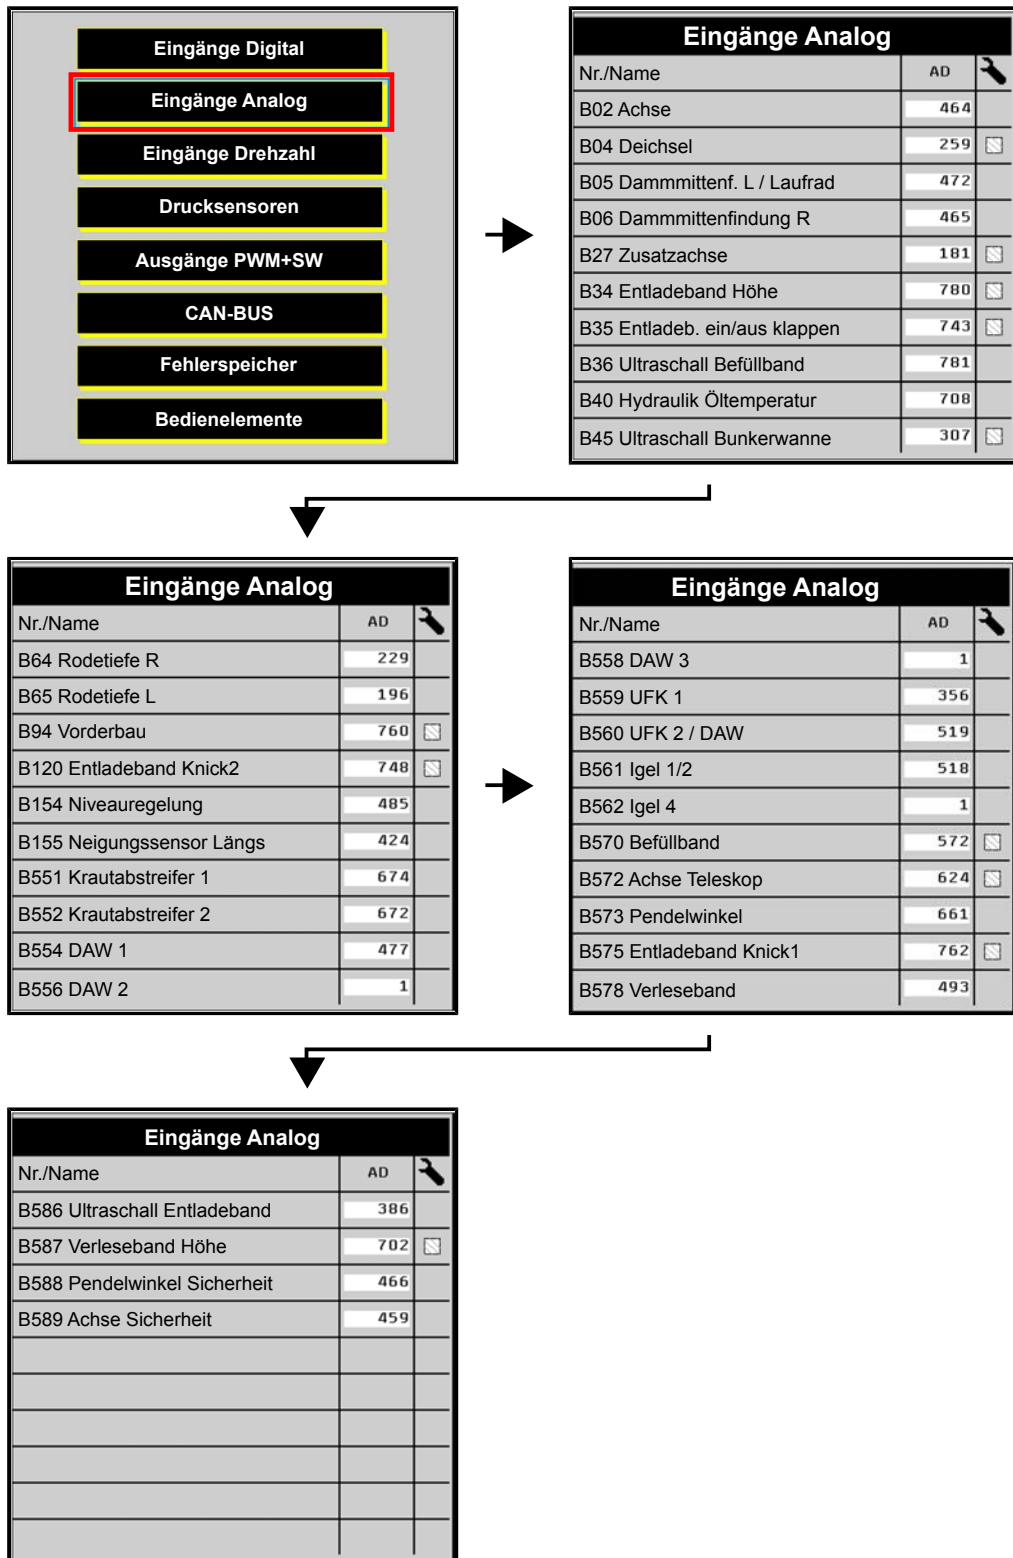 Eingänge Digital
Eingänge Analog
Eingänge Drehzahl
Drucksensoren
Ausgänge PWM+SW
CAN-BUS
Fehlerspeicher
Bedienelemente
Eingänge Analog
Nr./Name AD
B02 Achse 464
B04 Deichsel 259
B05 Dammmittenf. L / Laufrad 472
B06 Dammmittenfindung R 465
B27 Zusatzachse 181
B34 Entladeband Höhe 780
B35 Entladeb. ein/aus klappen 743
B36 Ultraschall Befüllband 781
B40 Hydraulik Öltemperatur 708
B45 Ultraschall Bunkerwanne 307
Eingänge Analog
Nr./Name AD
B64 Rodetiefe R 229
B65 Rodetiefe L 196
B94 Vorderbau 760
B120 Entladeband Knick2 748
B154 Niveauregelung 485
B155 Neigungssensor Längs 424
B551 Krautabstreifer 1 674
B552 Krautabstreifer 2 672
B554 DAW 1 477
B556 DAW 2 1
Eingänge Analog
Nr./Name AD
B558 DAW 3 1
B559 UFK 1 356
B560 UFK 2 / DAW 519
B561 Igel 1/2 518
B562 Igel 4 1
B570 Befüllband 572
B572 Achse Teleskop 624
B573 Pendelwinkel 661
B575 Entladeband Knick1 762
B578 Verleseband 493
Eingänge Analog
Nr./Name AD
B586 Ultraschall Entladeband 386
B587 Verleseband Höhe 702
B588 Pendelwinkel Sicherheit 466
B589 Achse Sicherheit 459